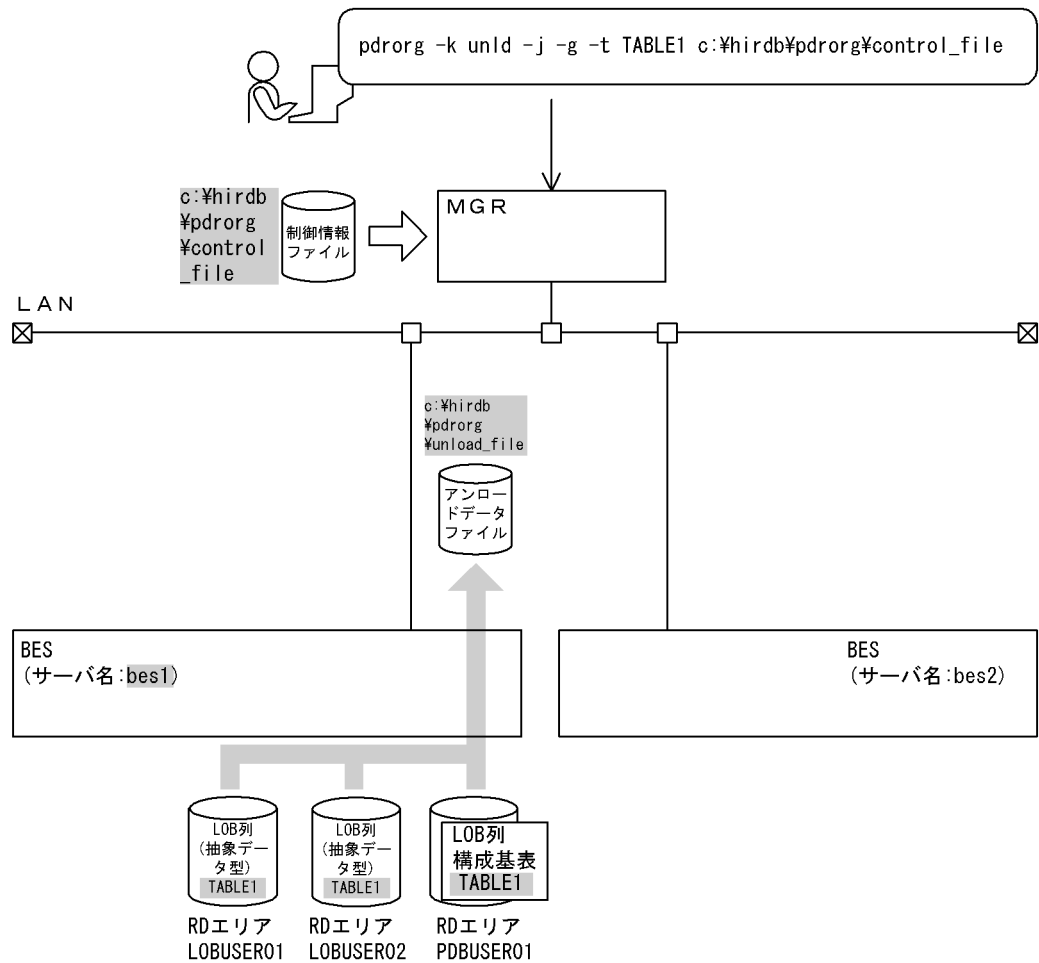 pdrorg -k unld -j -g -t TABLE1 c:¥hirdb¥pdrorg¥control_file
c:¥hirdb
¥pdrorg
¥control
_file
制御情報
ファイル
ＭＧＲ
ＬＡＮ
c:¥hirdb
¥pdrorg
¥unload_file
アンロー
ドデータ
ファイル
BES
(サーバ名:bes1)
BES
(サーバ名:bes2)
LOB列
(抽象デー
タ型)
TABLE1
LOB列
(抽象デー
タ型)
TABLE1
LOB列
構成基表
TABLE1
RDエリア
LOBUSER01
RDエリア
LOBUSER02
RDエリア
PDBUSER01